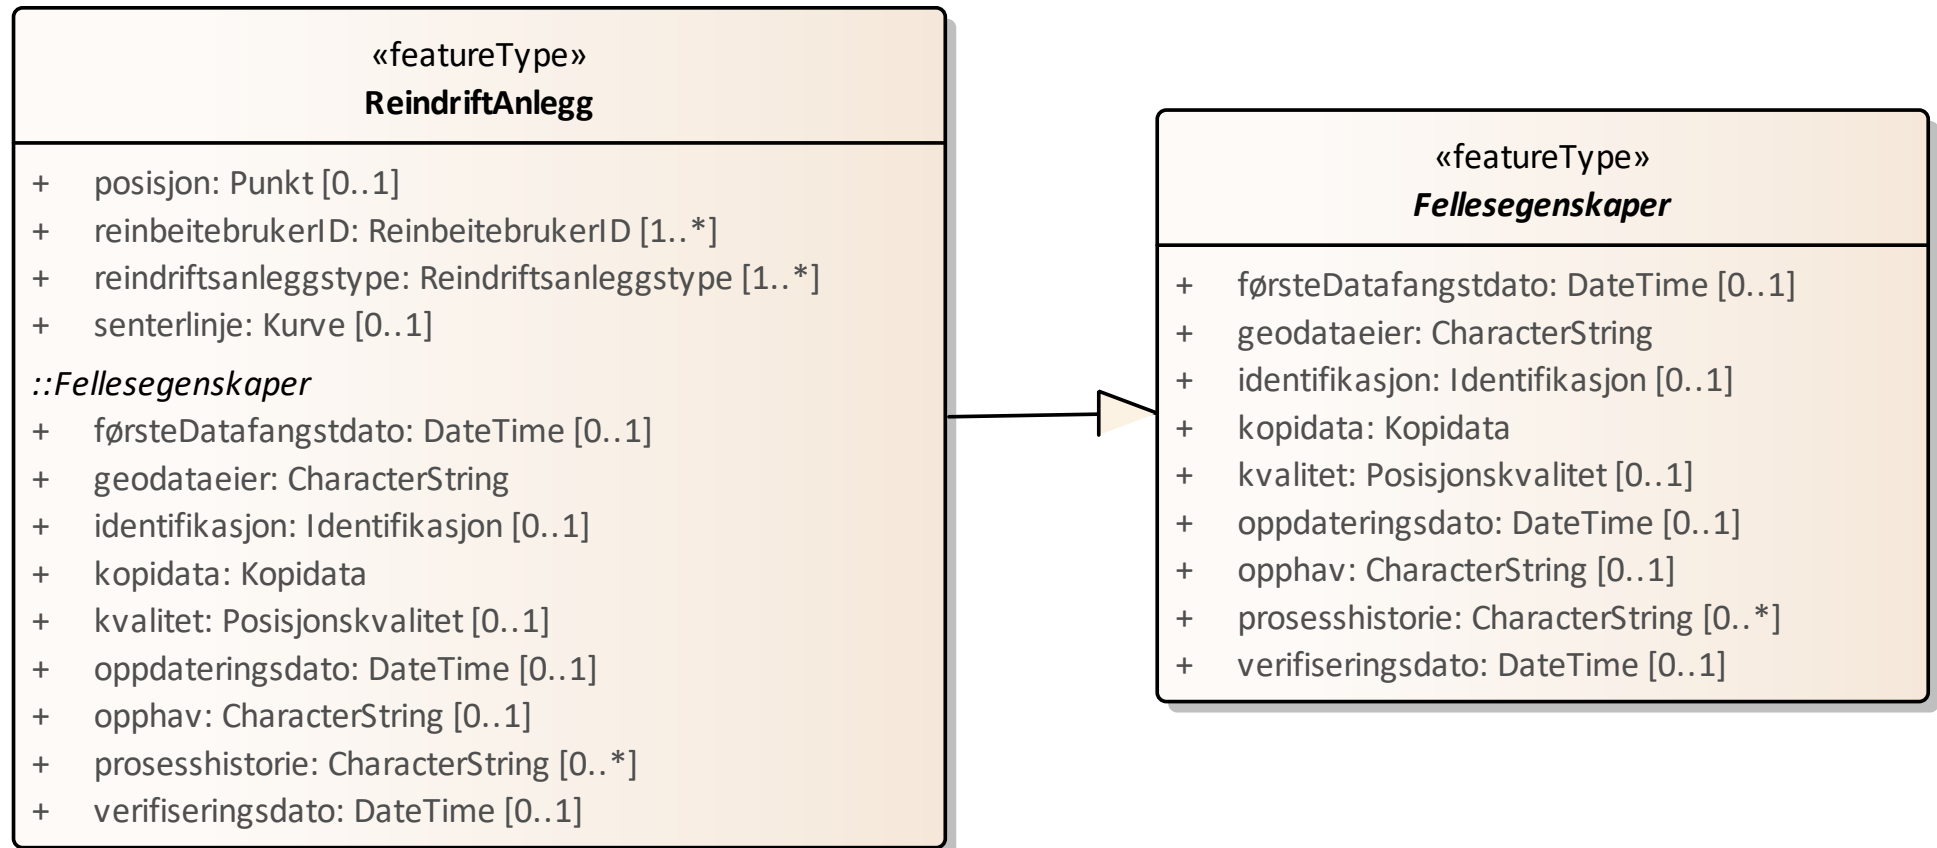 «featureType»
ReindriftAnlegg
+ posisjon: Punkt [0..1]
+ reinbeitebrukerID: ReinbeitebrukerID [1..*]
+ reindriftsanleggstype: Reindriftsanleggstype [1..*]
+ senterlinje: Kurve [0..1]
::Fellesegenskaper
+ førsteDatafangstdato: DateTime [0..1]
+ geodataeier: CharacterString
+ identifikasjon: Identifikasjon [0..1]
+ kopidata: Kopidata
+ kvalitet: Posisjonskvalitet [0..1]
+ oppdateringsdato: DateTime [0..1]
+ opphav: CharacterString [0..1]
+ prosesshistorie: CharacterString [0..*]
+ verifiseringsdato: DateTime [0..1]
«featureType»
Fellesegenskaper
+ førsteDatafangstdato: DateTime [0..1]
+ geodataeier: CharacterString
+ identifikasjon: Identifikasjon [0..1]
+ kopidata: Kopidata
+ kvalitet: Posisjonskvalitet [0..1]
+ oppdateringsdato: DateTime [0..1]
+ opphav: CharacterString [0..1]
+ prosesshistorie: CharacterString [0..*]
+ verifiseringsdato: DateTime [0..1]